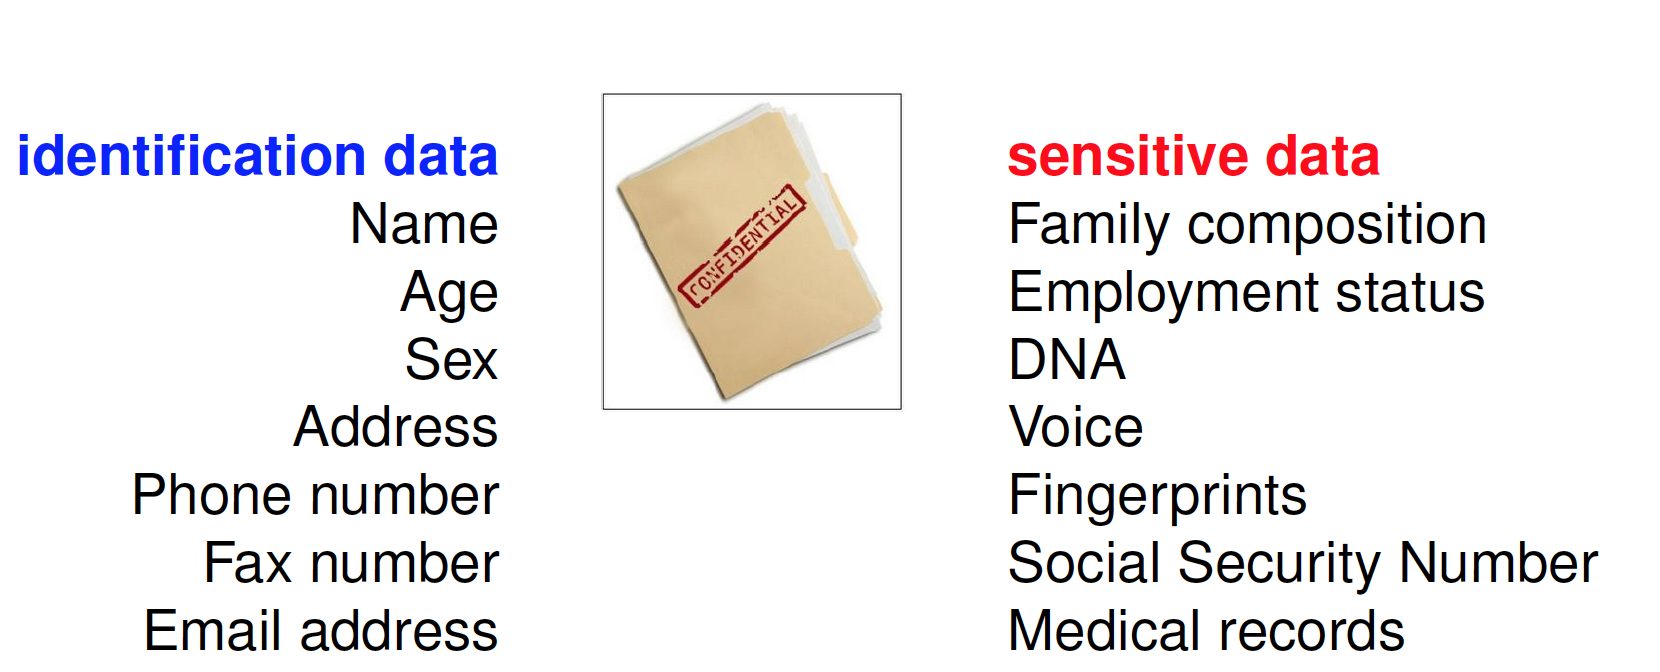 identification data
Name
Age
Sex
Address
Phone number
Fax number
Email address
CONFIDENTIAL
sensitive data
Family composition
Employment status
DNA
Voice
Fingerprints
Social Security Number
Medical records